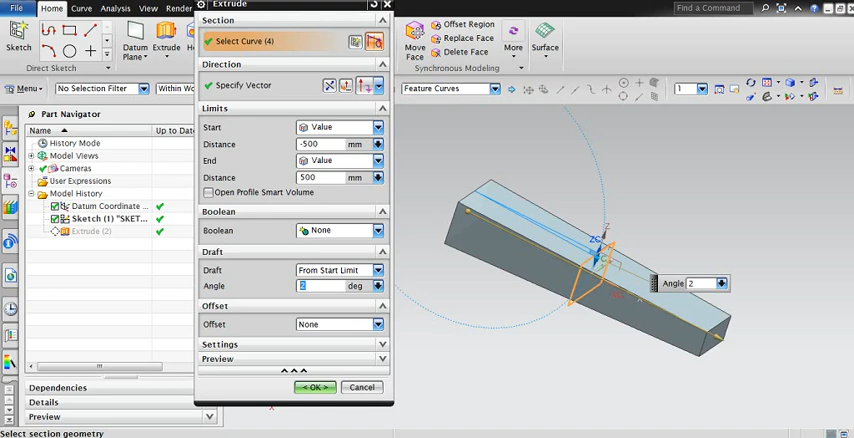 File
Home
Curve
Analysis
View
Find a Command
Extrude
Sketch
Direct Sketch
Datum
Plane
Extrude
Move
Face
Offset Region
Replace Face
Delete Face
More
Surface
Synchronous Modeling
Menu
No Selection Filter
Within Wo
Feature Curves
1
Part Navigator
Name
Up to Date
History Mode
Model Views
Cameras
User Expressions
Model History
Datum Coordinate ...
Sketch (1) "SKET...
Extrude (2)
Dependencies
Details
Preview
Section
Select Curve (4)
Direction
Specify Vector
Limits
Start
Value
Distance
-500
mm
End
Value
Distance
500
mm
Open Profile Smart Volume
Boolean
Boolean
None
Draft
Draft
From Start Limit
Angle
2
deg
Offset
Offset
None
Settings
Preview
< OK >
Cancel
Z
ZC
X
Angle 2
X
Select section geometry